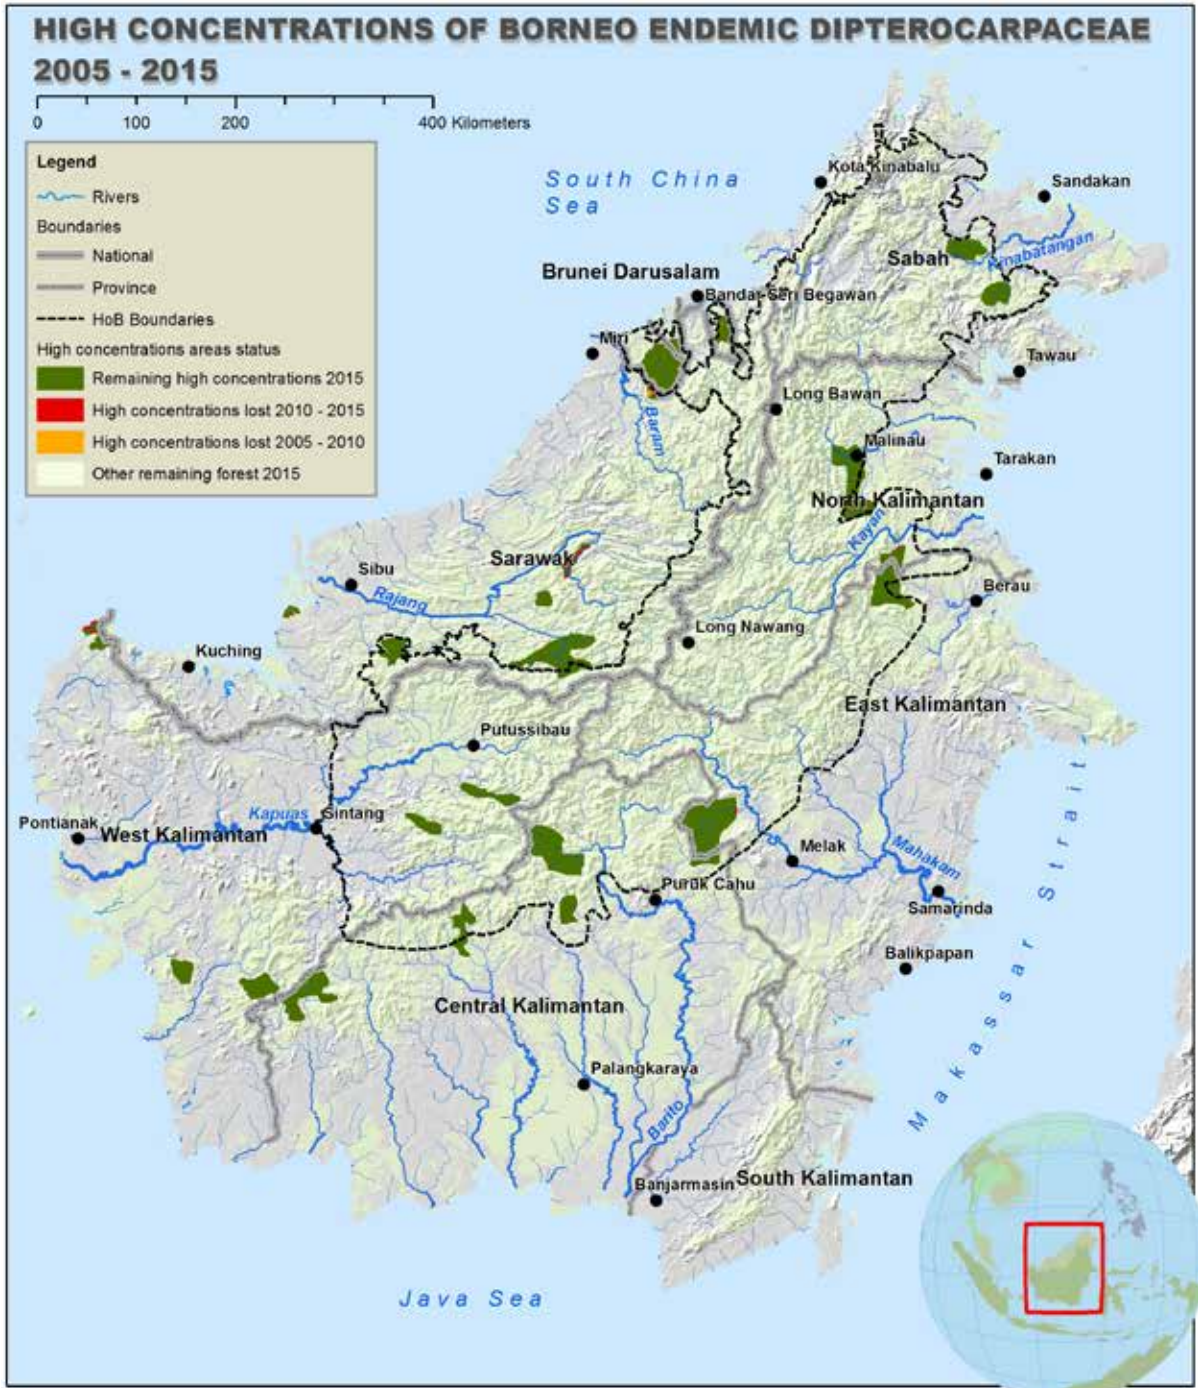 HIGH CONCENTRATIONS OF BORNEO ENDEMIC DIPTEROCARPACEAE
2005 - 2015
0 100 200 400 Kilometers
Legend
Rivers
Boundaries
National
Province
HoB Boundaries
High concentrations areas status
Remaining high concentrations 2015
High concentrations lost 2010 - 2015
High concentrations lost 2005 - 2010
Other remaining forest 2015
South China
Sea
Kota Kinabalu
Sandakan
Sabah
Kinabatangan
Brunei Darusalam
Bandar Seri Begawan
Miri
Tawau
Long Bawan
Baram
Malinau
Tarakan
North Kalimantan
Kayan
Sarawak
Sibu
Rajang
Berau
Long Nawang
Kuching
East Kalimantan
Putussibau
Kapuas
Sintang
Pontianak
West Kalimantan
Melak
Mahakam
Makassar Strait
Puruk Cahu
Samarinda
Balikpapan
Central Kalimantan
Palangkaraya
Barito
Banjarmasin
South Kalimantan
Java Sea